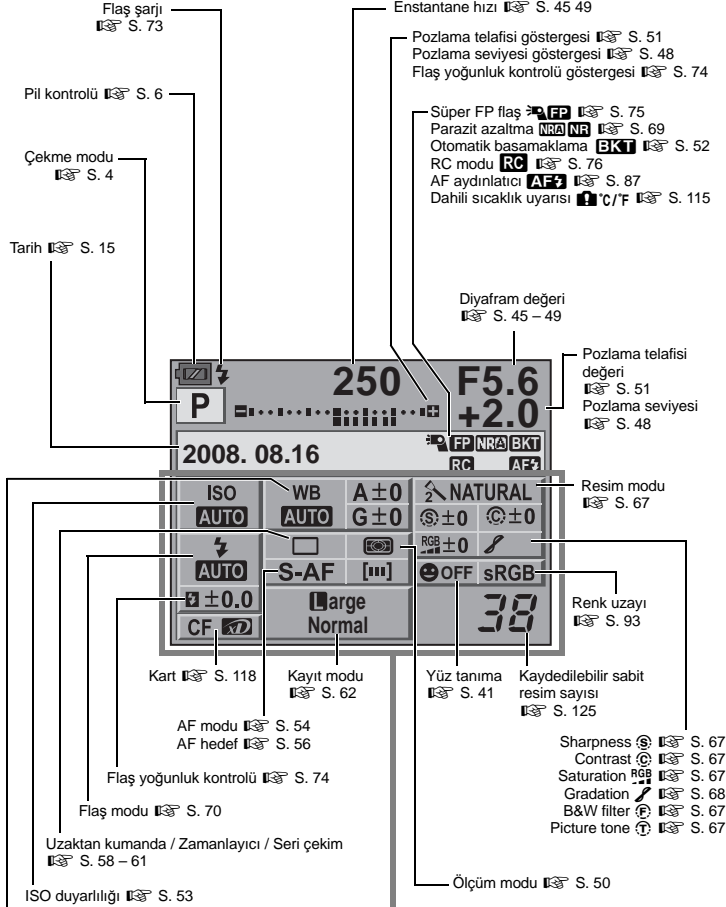 Flaş şarjı
☞ S. 73
Enstantane hızı ☞ S. 45 49
Pozlama telafisi göstergesi ☞ S. 51
Pozlama seviyesi göstergesi ☞ S. 48
Flaş yoğunluk kontrolü göstergesi ☞ S. 74
Pil kontrolü ☞ S. 6
Süper FP flaş FP ☞ S. 75
Parazit azaltma NR NR ☞ S. 69
Otomatik basamaklama BKT ☞ S. 52
RC modu RC ☞ S. 76
AF aydınlatıcı AF ☞ S. 87
Dahili sıcaklık uyarısı °C/°F ☞ S. 115
Çekme modu
☞ S. 4
Tarih ☞ S. 15
Diyafram değeri
☞ S. 45 – 49
Pozlama telafisi
değeri
☞ S. 51
Pozlama seviyesi
☞ S. 48
250 F5.6
P +2.0
2008. 08.16 FP NR BKT
RC AF
ISO WB A±0 2 NATURAL
AUTO AUTO G±0 S±0 C±0
RGB±0
AUTO S-AF OFF sRGB
±0.0 Large
CF xD Normal 38
Resim modu
☞ S. 67
Renk uzayı
☞ S. 93
Kart ☞ S. 118
Kayıt modu
☞ S. 62
Yüz tanıma
☞ S. 41
Kaydedilebilir sabit
resim sayısı
☞ S. 125
AF modu ☞ S. 54
AF hedef ☞ S. 56
Flaş yoğunluk kontrolü ☞ S. 74
Flaş modu ☞ S. 70
Uzaktan kumanda / Zamanlayıcı / Seri çekim
☞ S. 58 – 61
ISO duyarlılığı ☞ S. 53
Sharpness S ☞ S. 67
Contrast C ☞ S. 67
Saturation RGB ☞ S. 67
Gradation ☞ S. 68
B&W filter F ☞ S. 67
Picture tone T ☞ S. 67
Ölçüm modu ☞ S. 50